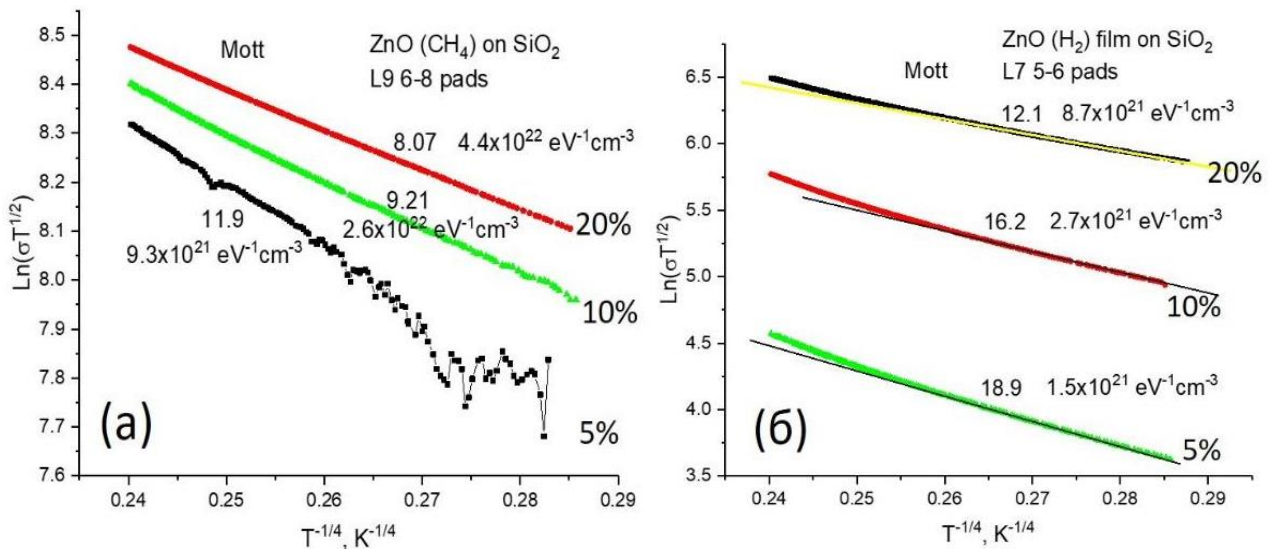 8.5
8.4
8.3
8.2
8.1
8.0
7.9
7.8
7.7
7.6
Ln(σT^{1/2})
Mott
ZnO (CH₄) on SiO₂
L9 6-8 pads
8.07 4.4x10²² eV⁻¹cm⁻³
9.21
2.6x10²² eV⁻¹cm⁻³
11.9
9.3x10²¹ eV⁻¹cm⁻³
20%
10%
5%
(а)
0.24 0.25 0.26 0.27 0.28 0.29
T^{-1/4}, K^{-1/4}
6.5
6.0
5.5
5.0
4.5
4.0
3.5
Ln(σT^{1/2})
ZnO (H₂) film on SiO₂
Mott L7 5-6 pads
12.1 8.7x10²¹ eV⁻¹cm⁻³
20%
16.2 2.7x10²¹ eV⁻¹cm⁻³
10%
18.9 1.5x10²¹ eV⁻¹cm⁻³
5%
(б)
0.24 0.25 0.26 0.27 0.28 0.29
T^{-1/4}, K^{-1/4}